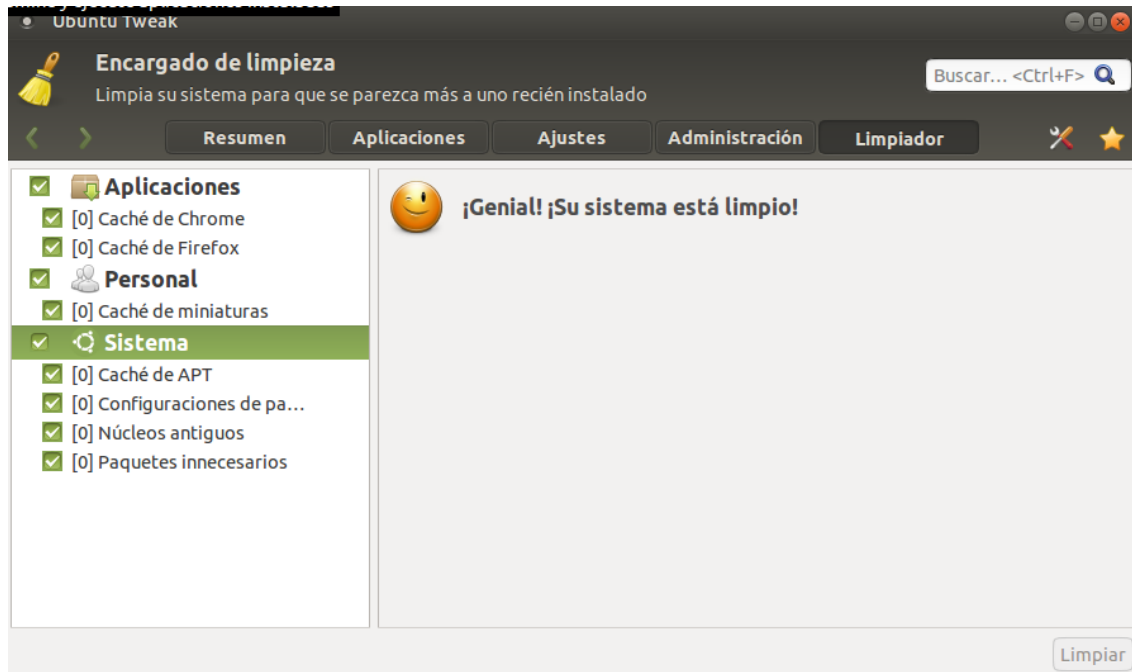 Ubuntu Tweak
Encargado de limpieza
Limpia su sistema para que se parezca más a uno recién instalado
Buscar... <Ctrl+F>
Resumen
Aplicaciones
Ajustes
Administración
Limpiador
Aplicaciones
[0] Caché de Chrome
[0] Caché de Firefox
Personal
[0] Caché de miniaturas
Sistema
[0] Caché de APT
[0] Configuraciones de pa...
[0] Núcleos antiguos
[0] Paquetes innecesarios
¡Genial! ¡Su sistema está limpio!
Limpiar